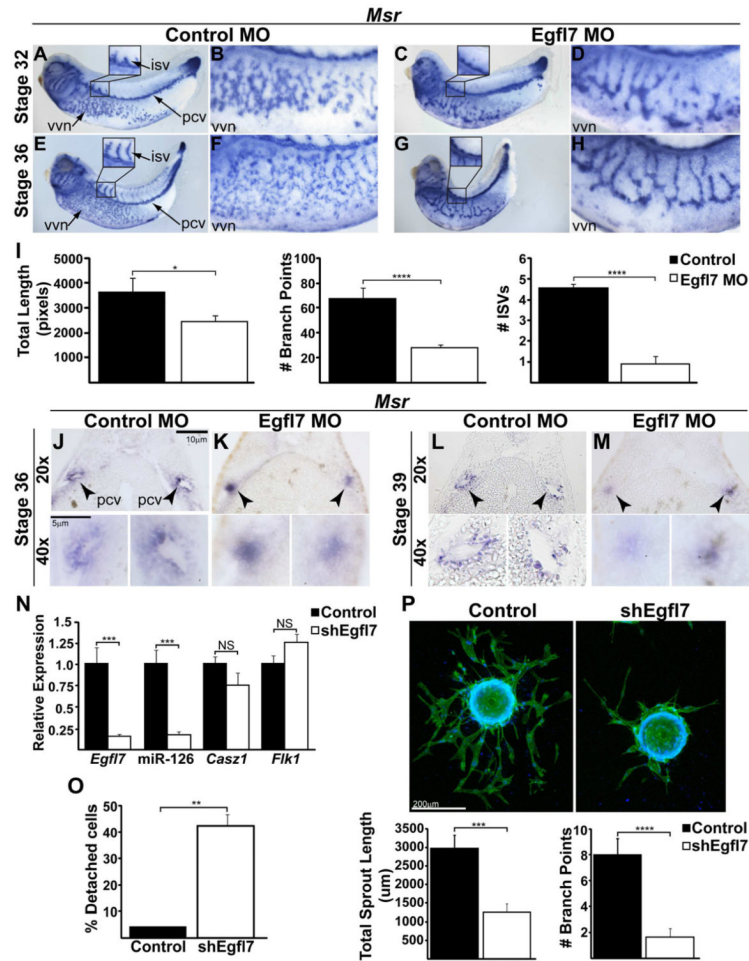 Msr
Control MO
Egfl7 MO
Stage 32
A
isv
pcv
vvn
B
C
D
Stage 36
E
isv
vvn
pcv
F
vvn
G
H
vvn
I
Total Length
(pixels)
5000
4000
3000
2000
1000
*
# Branch Points
100
80
60
40
20
****
# ISVs
6
5
4
3
2
1
****
Control
Egfl7 MO
Msr
Control MO
Egfl7 MO
Control MO
Egfl7 MO
Stage 36
20x
40x
J
10µm
pcv
pcv
5µm
K
Stage 39
20x
40x
L
M
N
Relative Expression
1.5
1.25
1.0
0.75
0.50
0.25
***
***
NS
NS
Control
shEgfl7
Egfl7
miR-126
Casz1
Flk1
O
% Detached cells
50
40
30
20
10
**
Control
shEgfl7
P
Control
shEgfl7
200µm
Total Sprout Length
(um)
3500
3000
2500
2000
1500
1000
500
***
# Branch Points
10
8
6
4
2
****
Control
shEgfl7